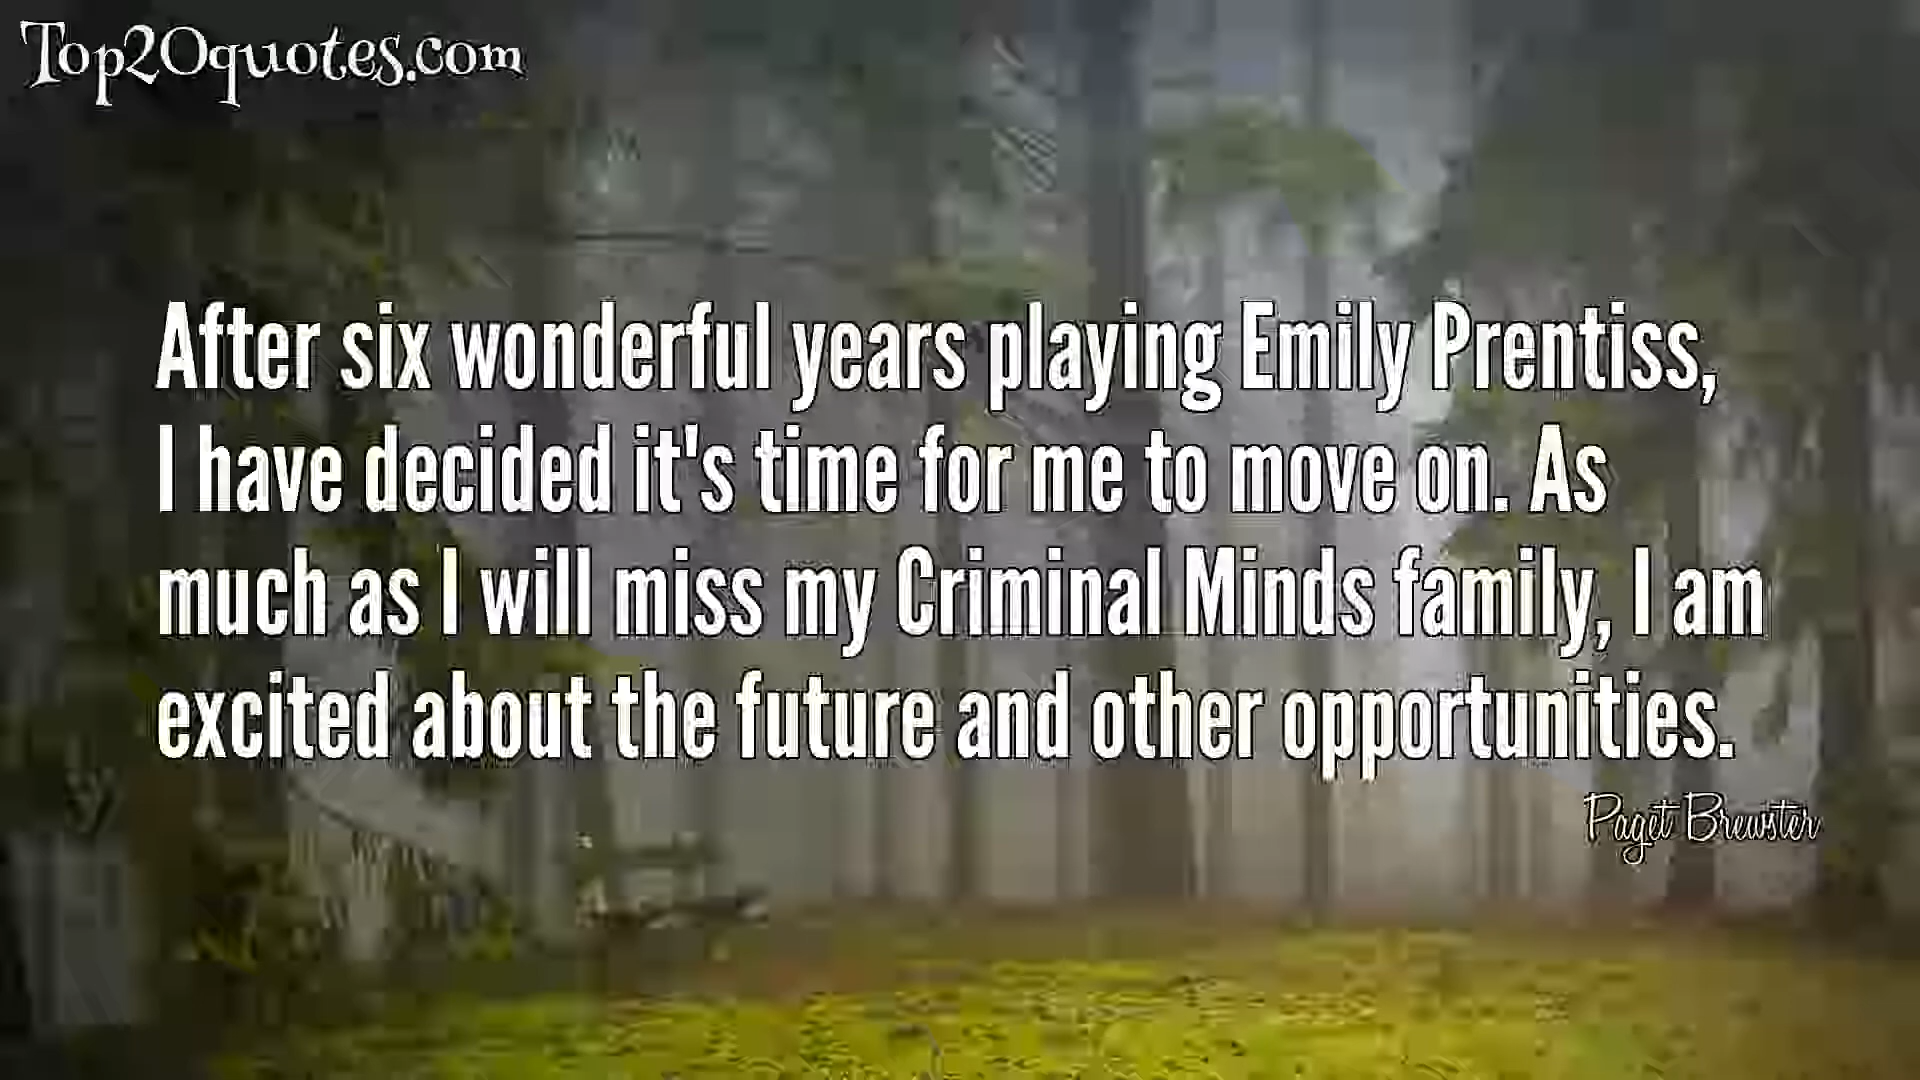 Top20quotes.com
After six wonderful years playing Emily Prentiss,
I have decided it's time for me to move on. As
much as I will miss my Criminal Minds family, I am
excited about the future and other opportunities.
Paget Brewster